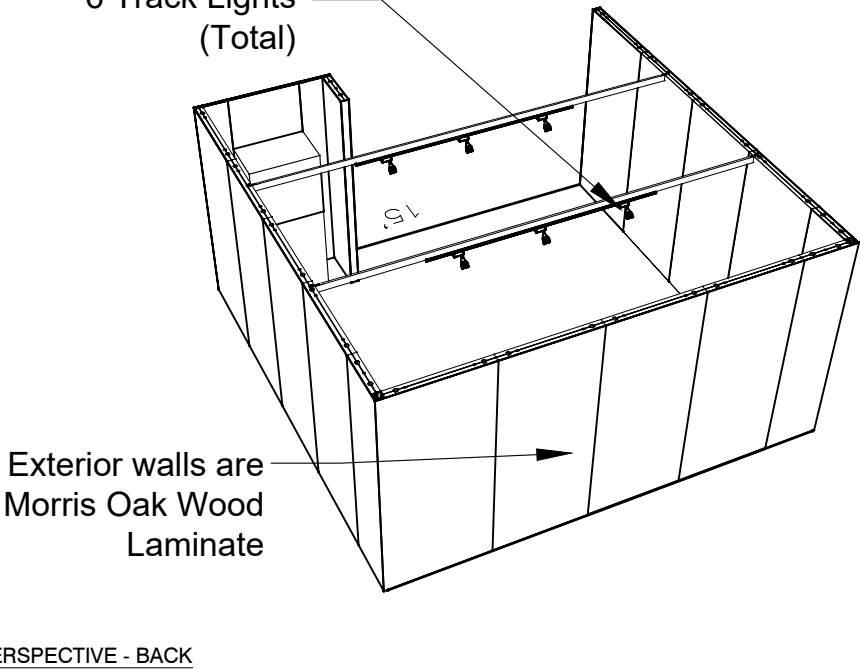 6 Track Lights
(Total)
15'
Exterior walls are
Morris Oak Wood
Laminate
ERSPECTIVE - BACK